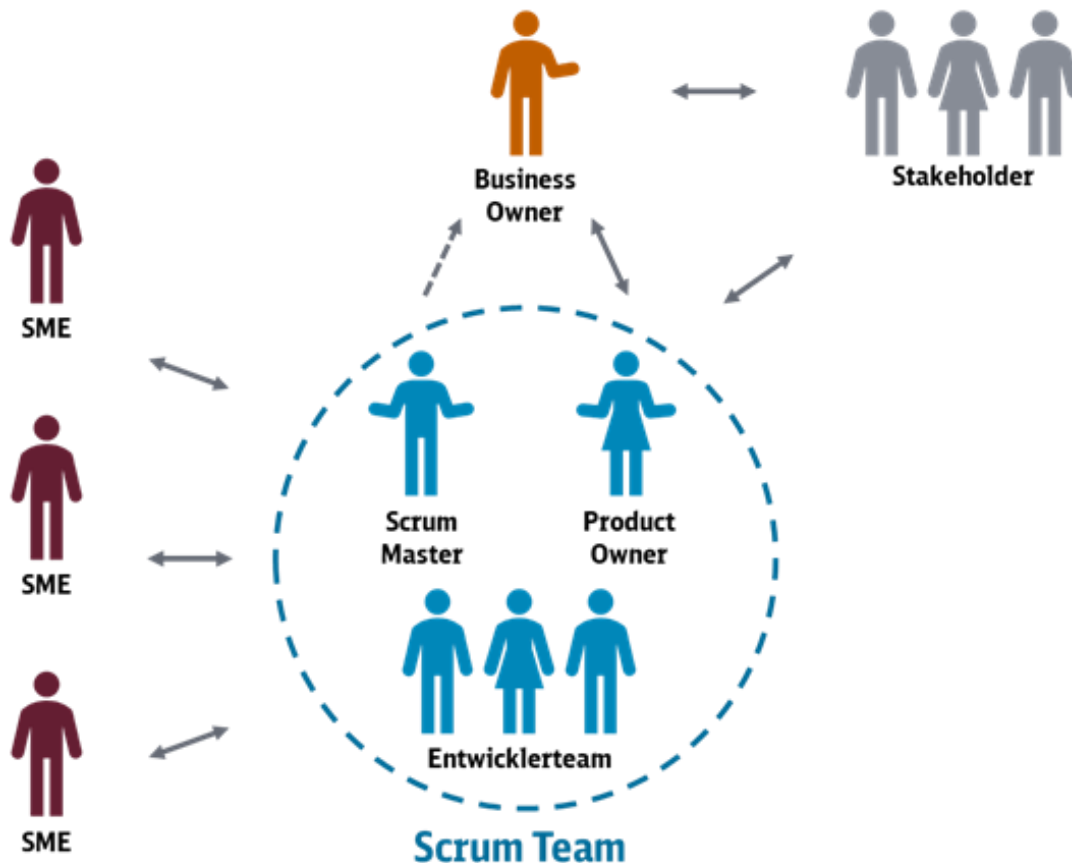 Business
Owner
Stakeholder
SME
Scrum
Master
Product
Owner
SME
Entwicklerteam
SME
Scrum Team